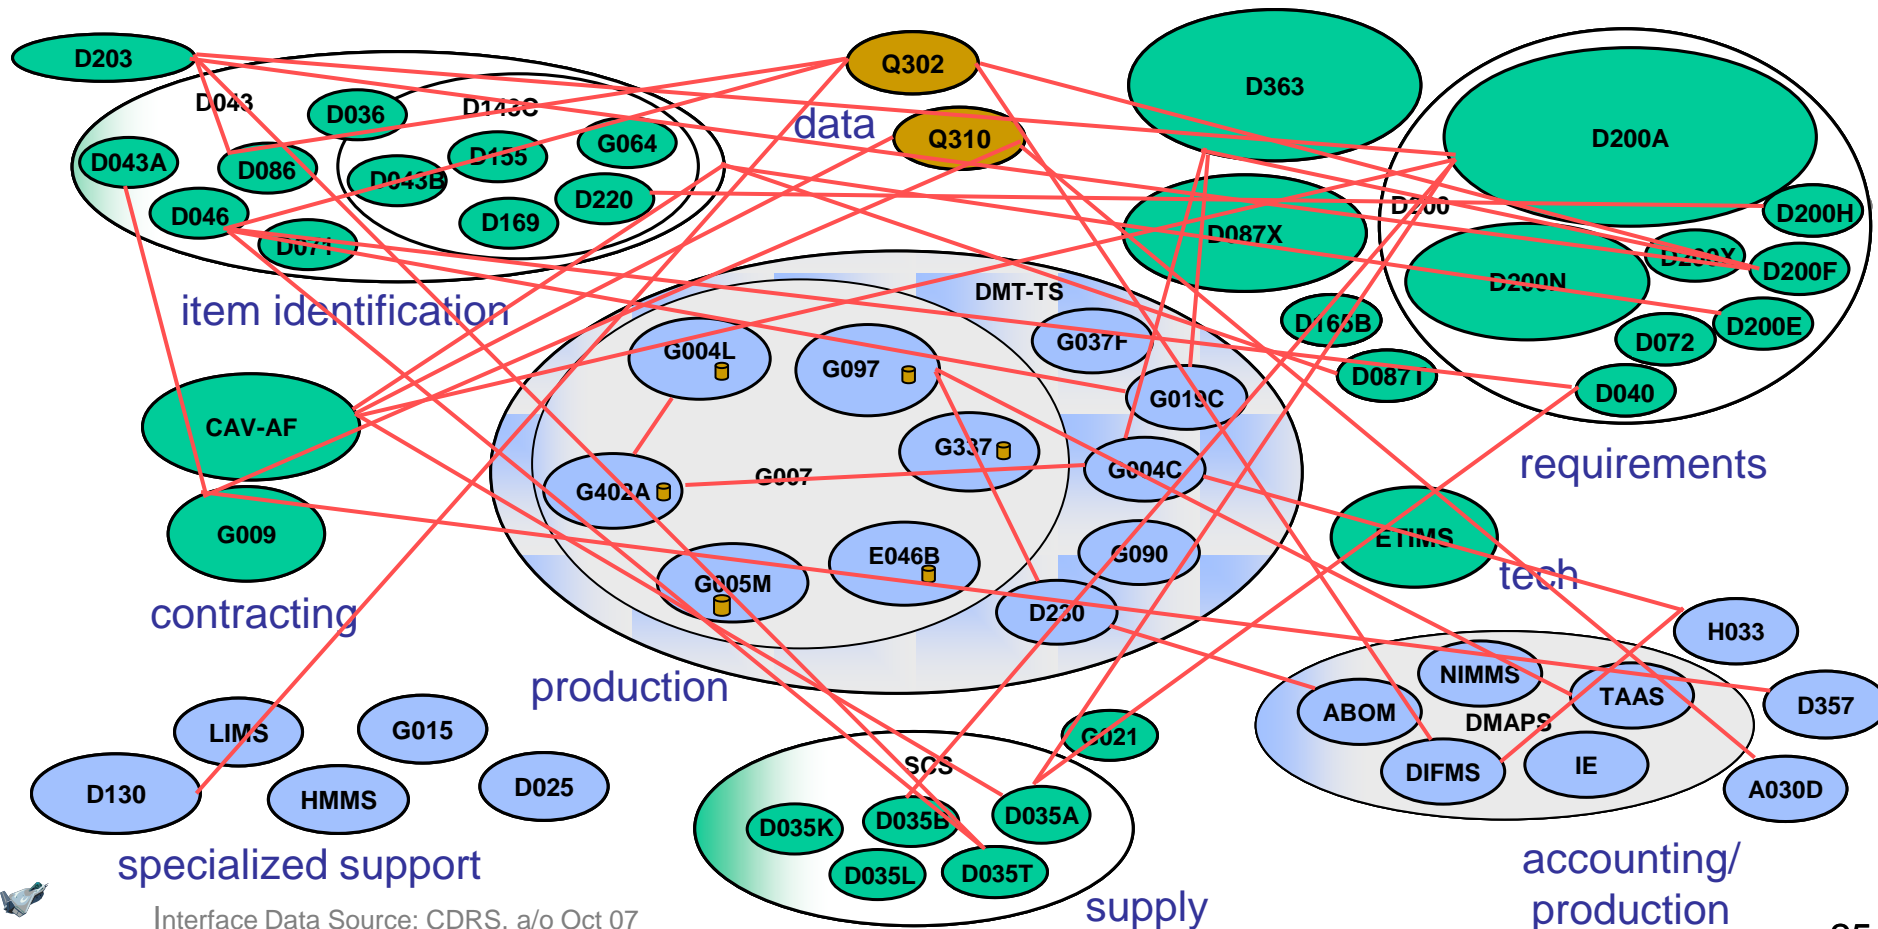 D203
Q302
D363
D043
D036
D143C
data
Q310
D200A
D043A
D086
D155
G064
D043B
D220
D200
D200H
D046
D169
D071
D087X
D200X
D200F
D200N
item identification
DMT-TS
D165B
D200E
D072
G004L
G097
G037F
D087T
D040
G019C
CAV-AF
G337
G004C
requirements
G402A
G007
G009
ETIMS
G090
E046B
G005M
tech
contracting
D230
H033
production
NIMMS
TAAS
D357
ABOM
DMAPS
LIMS
G015
G021
SCS
DIFMS
IE
D130
HMMS
D025
A030D
D035K
D035B
D035A
D035L
D035T
specialized support
accounting/
production
supply
Interface Data Source: CDRS, a/o Oct 07